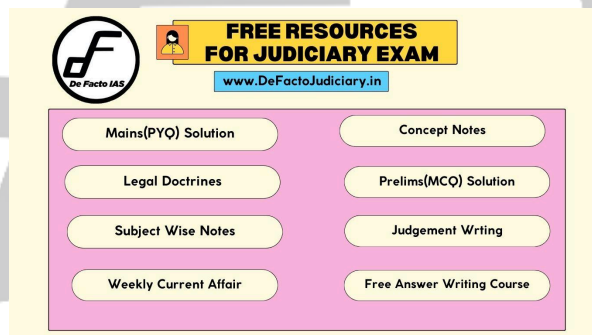 De Facto IAS
FREE RESOURCES
FOR JUDICIARY EXAM
www.DeFactoJudiciary.in
Mains(PYQ) Solution
Concept Notes
Legal Doctrines
Prelims(MCQ) Solution
Subject Wise Notes
Judgement Wrting
Weekly Current Affair
Free Answer Writing Course